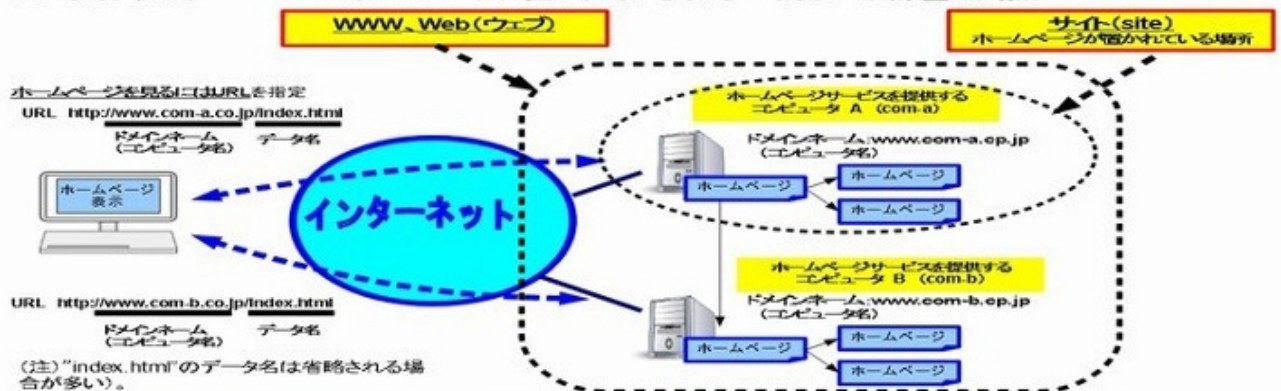 WWW、Web(ウェブ)
サイト(site)
ホームページが置かれている場所
ホームページを見るにはURLを指定
URL http://www.com-a.co.jp/index.html
ドメインネーム
(コンピュータ名)
データ名
ホームページ
表示
インターネット
ホームページサービスを提供する
コンピュータ A (com-a)
ドメインネーム:www.com-a.cp.jp
(コンピュータ名)
ホームページ
ホームページ
ホームページ
URL http://www.com-b.co.jp/index.html
ドメインネーム
(コンピュータ名)
データ名
(注)"index.html"のデータ名は省略される場
合が多い)。
ホームページサービスを提供する
コンピュータ B (com-b)
ドメインネーム:www.com-b.cp.jp
(コンピュータ名)
ホームページ
ホームページ
ホームページ